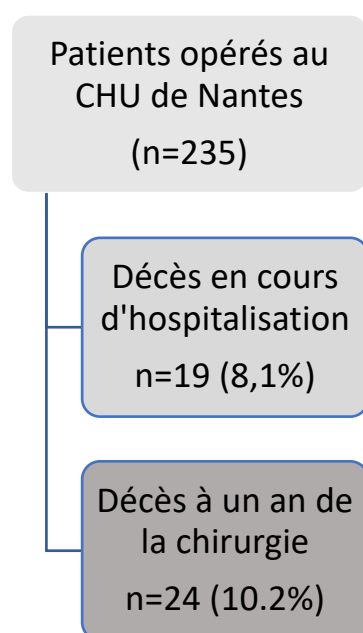 Patients opérés au
CHU de Nantes
(n=235)
Décès en cours
d'hospitalisation
n=19 (8,1%)
Décès à un an de
la chirurgie
n=24 (10.2%)